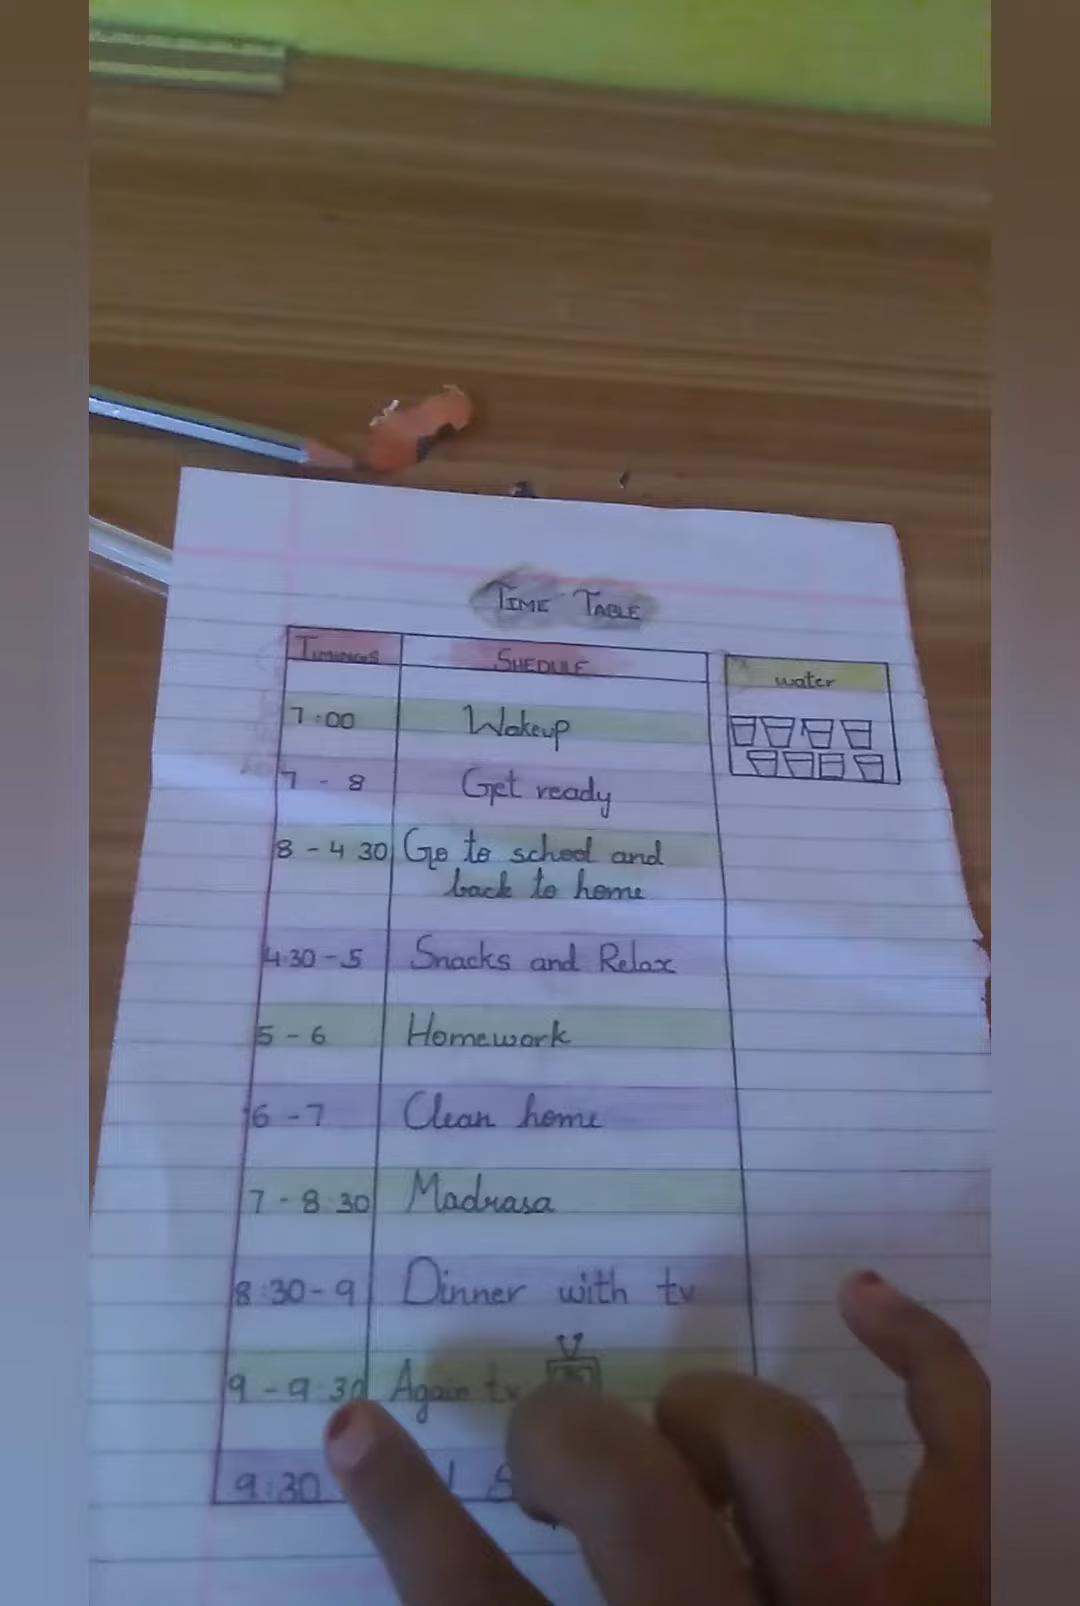 TIME TABLE
TIMINGS SHEDULE
water
7:00 Wakeup
7 - 8 Get ready
8 - 4 30 Go to school and
back to home
4:30 - 5 Snacks and Relax
5 - 6 Homework
6 - 7 Clean home
7 - 8:30 Madrasa
8:30 - 9 Dinner with tv
9 - 9:30 Again tv
9:30